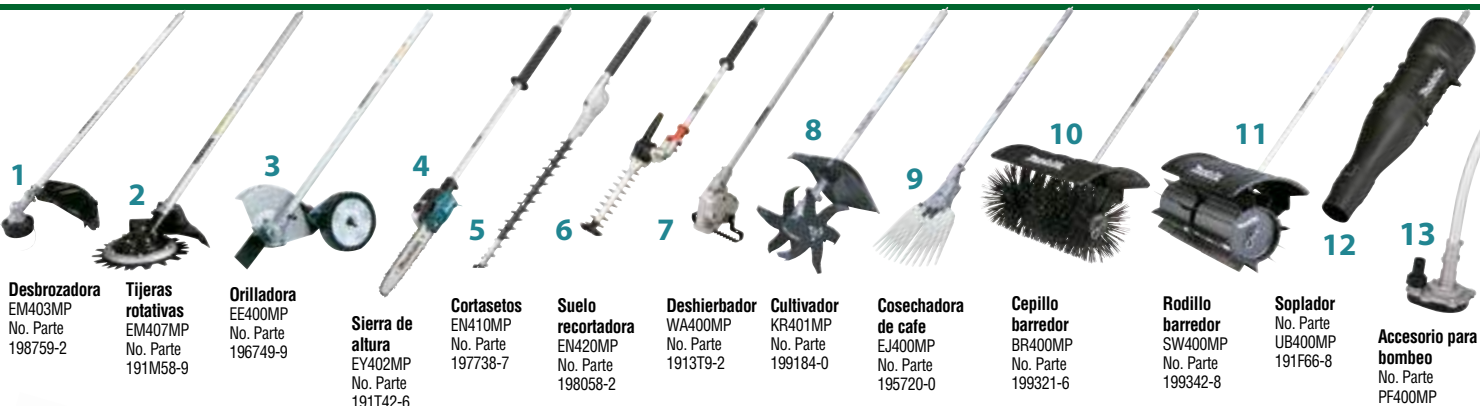 1
2
3
4
5
6
7
8
9
10
11
12
13
Desbrozadora
EM403MP
No. Parte
198759-2
Tijeras
rotativas
EM407MP
No. Parte
191M58-9
Orilladora
EE400MP
No. Parte
196749-9
Sierra de
altura
EY402MP
No. Parte
191T42-6
Cortasetos
EN410MP
No. Parte
197738-7
Suelo
recortadora
EN420MP
No. Parte
198058-2
Deshierbador
WA400MP
No. Parte
1913T9-2
Cultivador
KR401MP
No. Parte
199184-0
Cosechadora
de cafe
EJ400MP
No. Parte
195720-0
Cepillo
barredor
BR400MP
No. Parte
199321-6
Rodillo
barredor
SW400MP
No. Parte
199342-8
Soplador
No. Parte
UB400MP
191F66-8
Accesorio para
bombeo
No. Parte
PF400MP